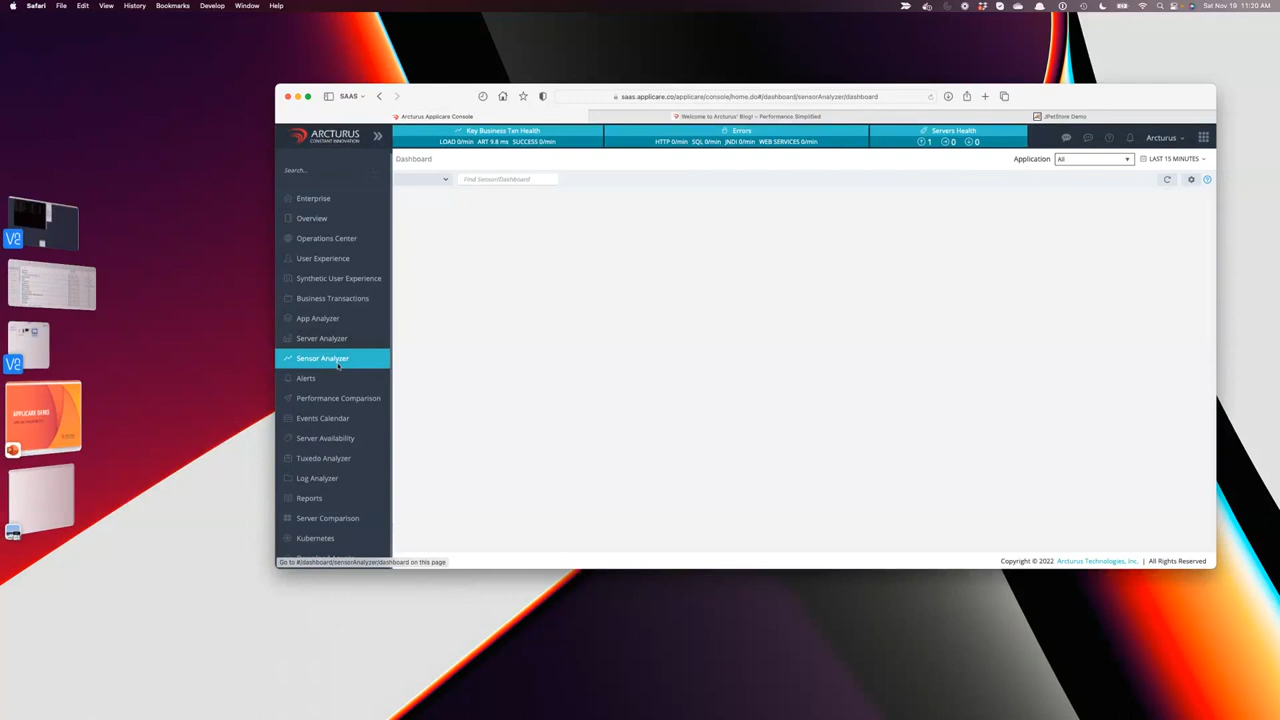 Safari File Edit View History Bookmarks Develop Window Help
Sat Nov 19 11:20 AM
SAAS
saas.applicare.co/applicare/console/home.do#/dashboard/sensorAnalyzer/dashboard
Arcturus Applicare Console
Welcome to Arcturus' Blog! – Performance Simplified
JPetStore Demo
ARCTURUS
CONSTANT INNOVATION
Key Business Txn Health
LOAD 0/min ART 9.8 ms SUCCESS 0/min
Errors
HTTP 0/min SQL 0/min JNDI 0/min WEB SERVICES 0/min
Servers Health
1 0 0
Arcturus
Search...
Dashboard
Application
All
LAST 15 MINUTES
Find Sensor/Dashboard
Enterprise
Overview
Operations Center
User Experience
Synthetic User Experience
Business Transactions
App Analyzer
Server Analyzer
Sensor Analyzer
Alerts
Performance Comparison
Events Calendar
Server Availability
Tuxedo Analyzer
Log Analyzer
Reports
Server Comparison
Kubernetes
Go to #/dashboard/sensorAnalyzer/dashboard on this page
Copyright © 2022 Arcturus Technologies, Inc. | All Rights Reserved
APPLICARE DEMO